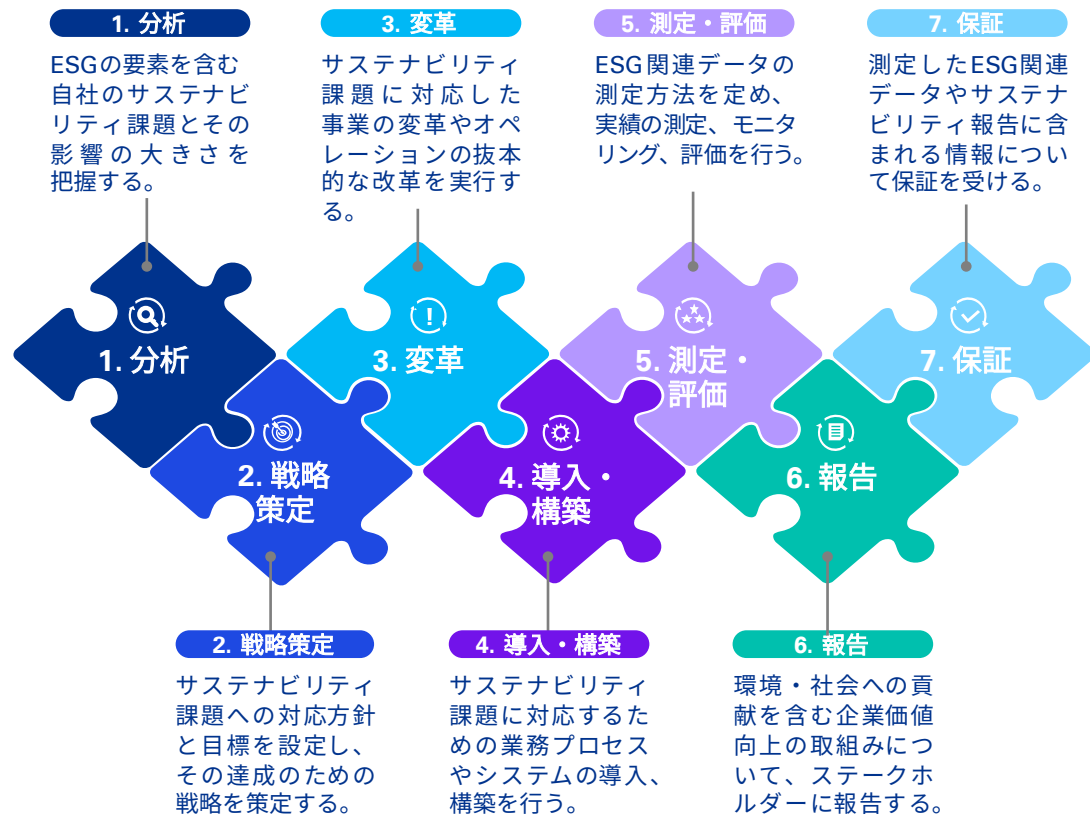 1. 分析
ESGの要素を含む
自社のサステナビ
リティ課題とその
影響の大きさを
把握する。
3. 変革
サステナビリティ
課題に対応した
事業の変革やオペ
レーションの抜本
的な改革を実行す
る。
5. 測定・評価
ESG関連データの
測定方法を定め、
実績の測定、モニタ
リング、評価を行う。
7. 保証
測定したESG関連
データやサステナ
ビリティ報告に含
まれる情報につい
て保証を受ける。
1. 分析
2. 戦略
策定
3. 変革
4. 導入・
構築
5. 測定・
評価
6. 報告
7. 保証
2. 戦略策定
サステナビリティ
課題への対応方針
と目標を設定し、
その達成のための
戦略を策定する。
4. 導入・構築
サステナビリティ
課題に対応するた
めの業務プロセス
やシステムの導入、
構築を行う。
6. 報告
環境・社会への貢
献を含む企業価値
向上の取組みにつ
いて、ステークホ
ルダーに報告する。